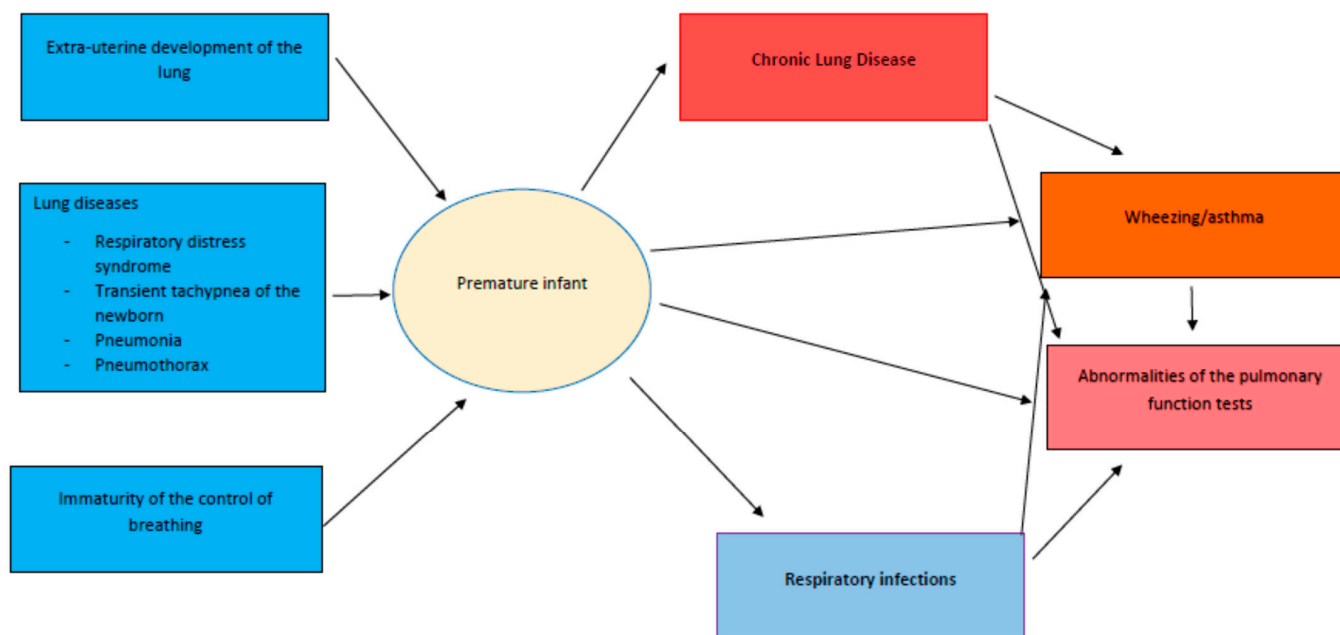 Extra-uterine development of the
lung
Lung diseases
- Respiratory distress
syndrome
- Transient tachypnea of the
newborn
- Pneumonia
- Pneumothorax
Immaturity of the control of
breathing
Premature infant
Chronic Lung Disease
Wheezing/asthma
Abnormalities of the pulmonary
function tests
Respiratory infections